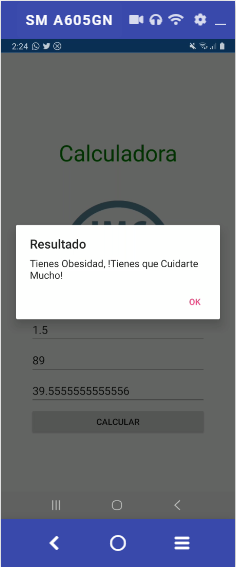 SM A605GN
2:24
Calculadora
IMC
Resultado
Tienes Obesidad, !Tienes que Cuidarte
Mucho!
OK
1.5
89
39.5555555555556
CALCULAR